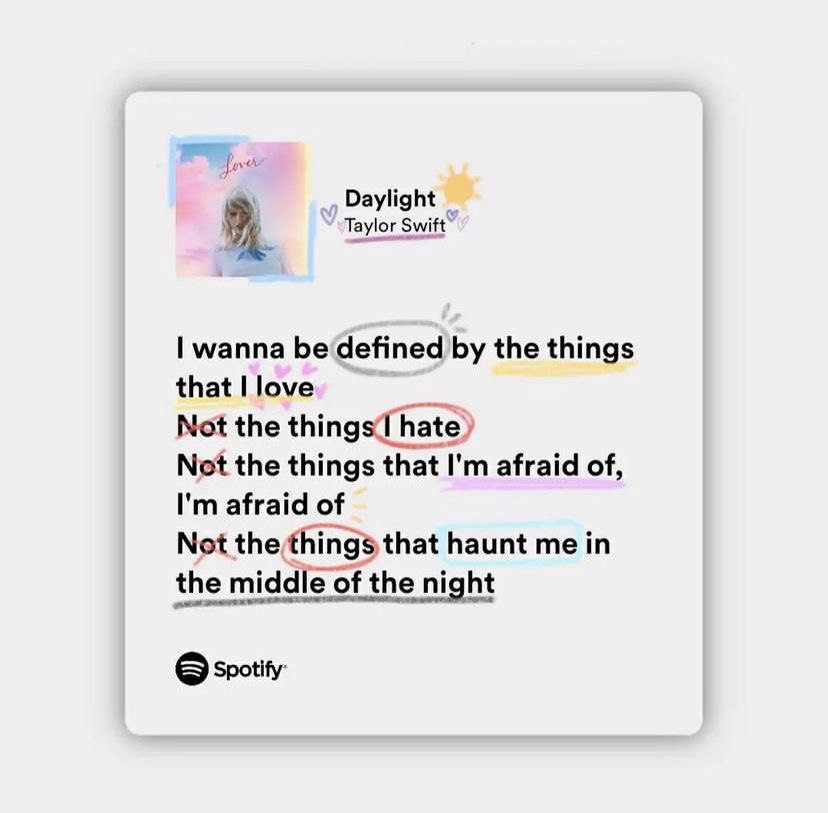 Lover
Daylight
Taylor Swift
I wanna be defined by the things
that I love
Not the things I hate
Not the things that I'm afraid of,
I'm afraid of
Not the things that haunt me in
the middle of the night
Spotify